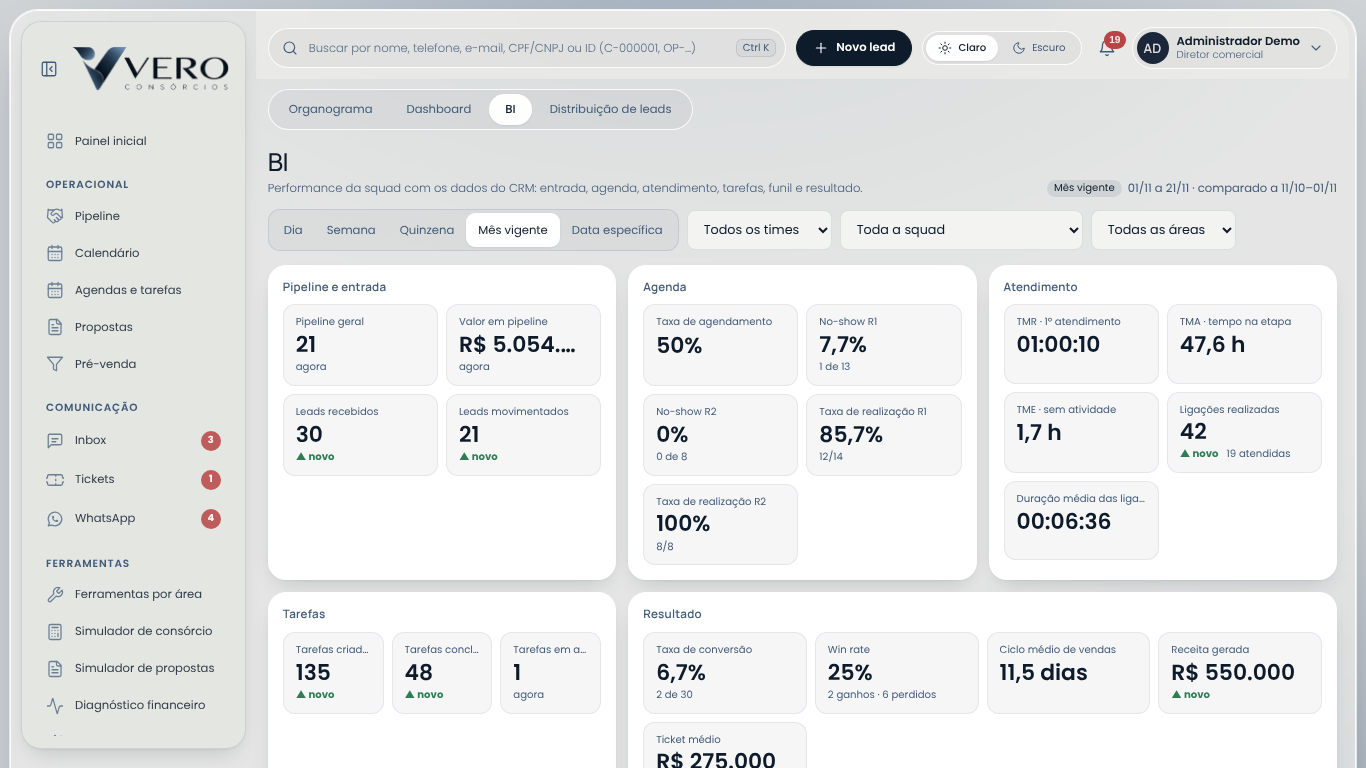 VERO
CONSÓRCIOS
Buscar por nome, telefone, e-mail, CPF/CNPJ ou ID (C-000001, OP-...)
Ctrl K
Novo lead
Claro
Escuro
19
AD
Administrador Demo
Diretor comercial
Painel inicial
OPERACIONAL
Pipeline
Calendário
Agendas e tarefas
Propostas
Pré-venda
COMUNICAÇÃO
Inbox
3
Tickets
1
WhatsApp
4
FERRAMENTAS
Ferramentas por área
Simulador de consórcio
Simulador de propostas
Diagnóstico financeiro
Organograma
Dashboard
BI
Distribuição de leads
BI
Performance da squad com os dados do CRM: entrada, agenda, atendimento, tarefas, funil e resultado.
Mês vigente
01/11 a 21/11 · comparado a 11/10–01/11
Dia
Semana
Quinzena
Mês vigente
Data específica
Todos os times
Toda a squad
Todas as áreas
Pipeline e entrada
Pipeline geral
21
agora
Valor em pipeline
R$ 5.054....
agora
Leads recebidos
30
▲ novo
Leads movimentados
21
▲ novo
Agenda
Taxa de agendamento
50%
No-show R1
7,7%
1 de 13
No-show R2
0%
0 de 8
Taxa de realização R1
85,7%
12/14
Taxa de realização R2
100%
8/8
Atendimento
TMR · 1º atendimento
01:00:10
TMA · tempo na etapa
47,6 h
TME · sem atividade
1,7 h
Ligações realizadas
42
▲ novo 19 atendidas
Duração média das liga...
00:06:36
Tarefas
Tarefas criad...
135
▲ novo
Tarefas concl...
48
▲ novo
Tarefas em a...
1
agora
Resultado
Taxa de conversão
6,7%
2 de 30
Win rate
25%
2 ganhos · 6 perdidos
Ciclo médio de vendas
11,5 dias
Receita gerada
R$ 550.000
▲ novo
Ticket médio
R$ 275.000